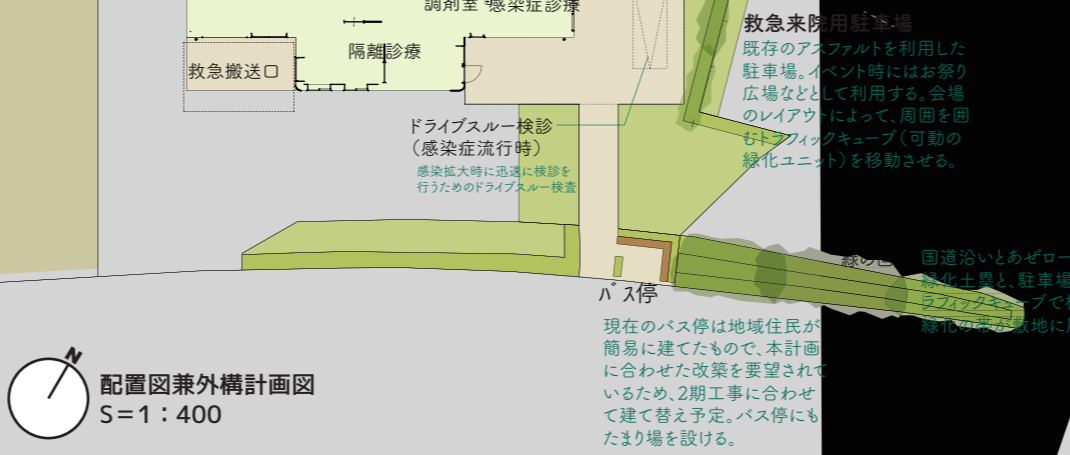 調剤室 感染症診療
隔離診療
救急搬送口
ドライブスルー検診
（感染症流行時）
感染拡大時に迅速に検診を
行うためのドライブスルー検査
救急来院用駐車場
既存のアスファルトを利用した
駐車場。イベント時にはお祭り
広場などとして利用する。会場
のレイアウトによって、周囲を囲
むトラフィックキューブ（可動の
緑化ユニット）を移動させる。
緑の
国道沿いとあぜロー
緑化土塁と、駐車場
ラフィックキューブで
緑化の帯が敷地に
バス停
現在のバス停は地域住民が
簡易に建てたもので、本計画
に合わせた改築を要望されて
いるため、2期工事に合わせ
て建て替え予定。バス停にも
たまり場を設ける。
N
配置図兼外構計画図
S＝1：400